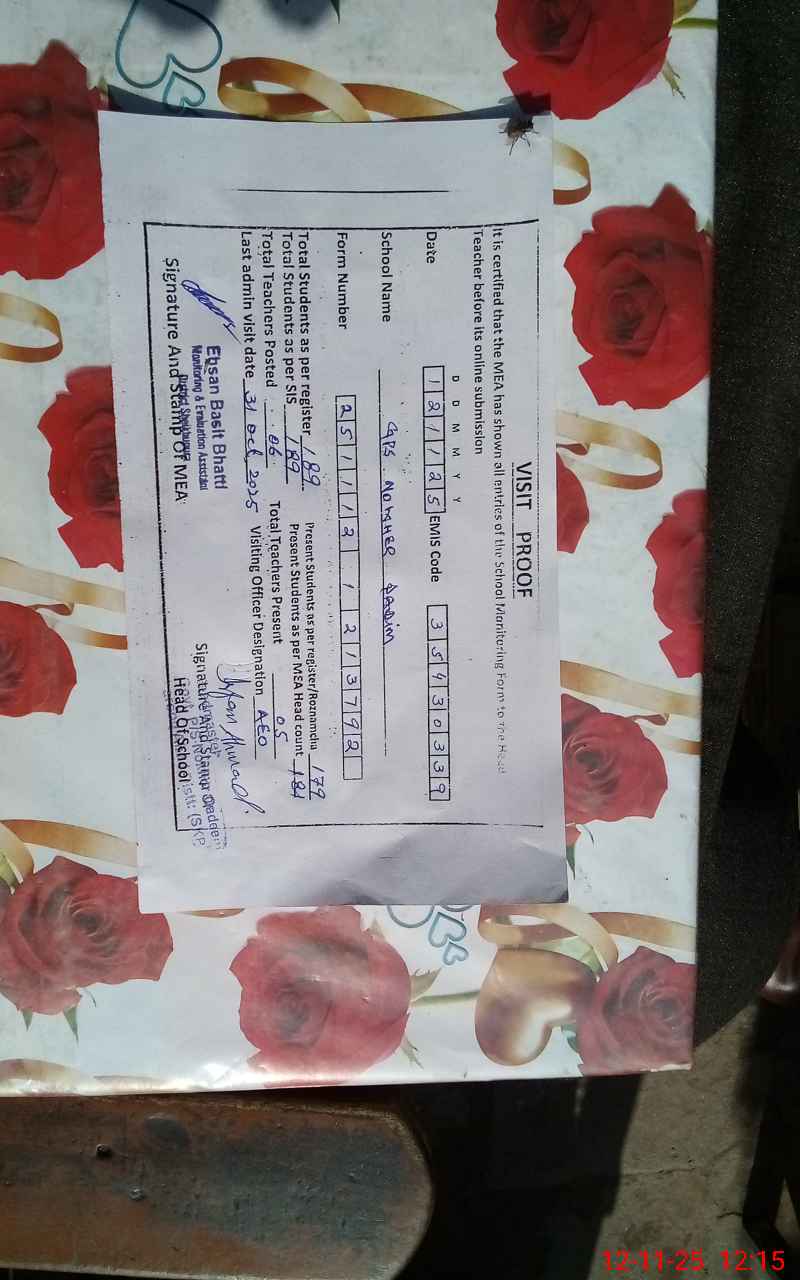 VISIT PROOF
It is certified that the MEA has shown all entries of the School Monitoring Form to the Head
Teacher before its online submission
D D M M Y Y
Date 1 2 1 1 2 5 EMIS Code 3 5 4 3 0 3 3 9
School Name GPS
Form Number 2 5 1 1 1 2 1 2 1 3 7 9 2
Total Students as per register 189 Present Students as per register/Roznamcha 179
Total Students as per SIS 189 Present Students as per MEA Head count 181
Total Teachers Posted 06 Total Teachers Present 05
Last admin visit date 31 oct, 2025 Visiting Officer Designation AEO
Ehsan Basit Bhatti
Monitoring & Evaluation Assistant
District Sheikhupura
Signature And Stamp Of MEA
Signature And Stamp Of
Head Of School
12-11-25 12:15